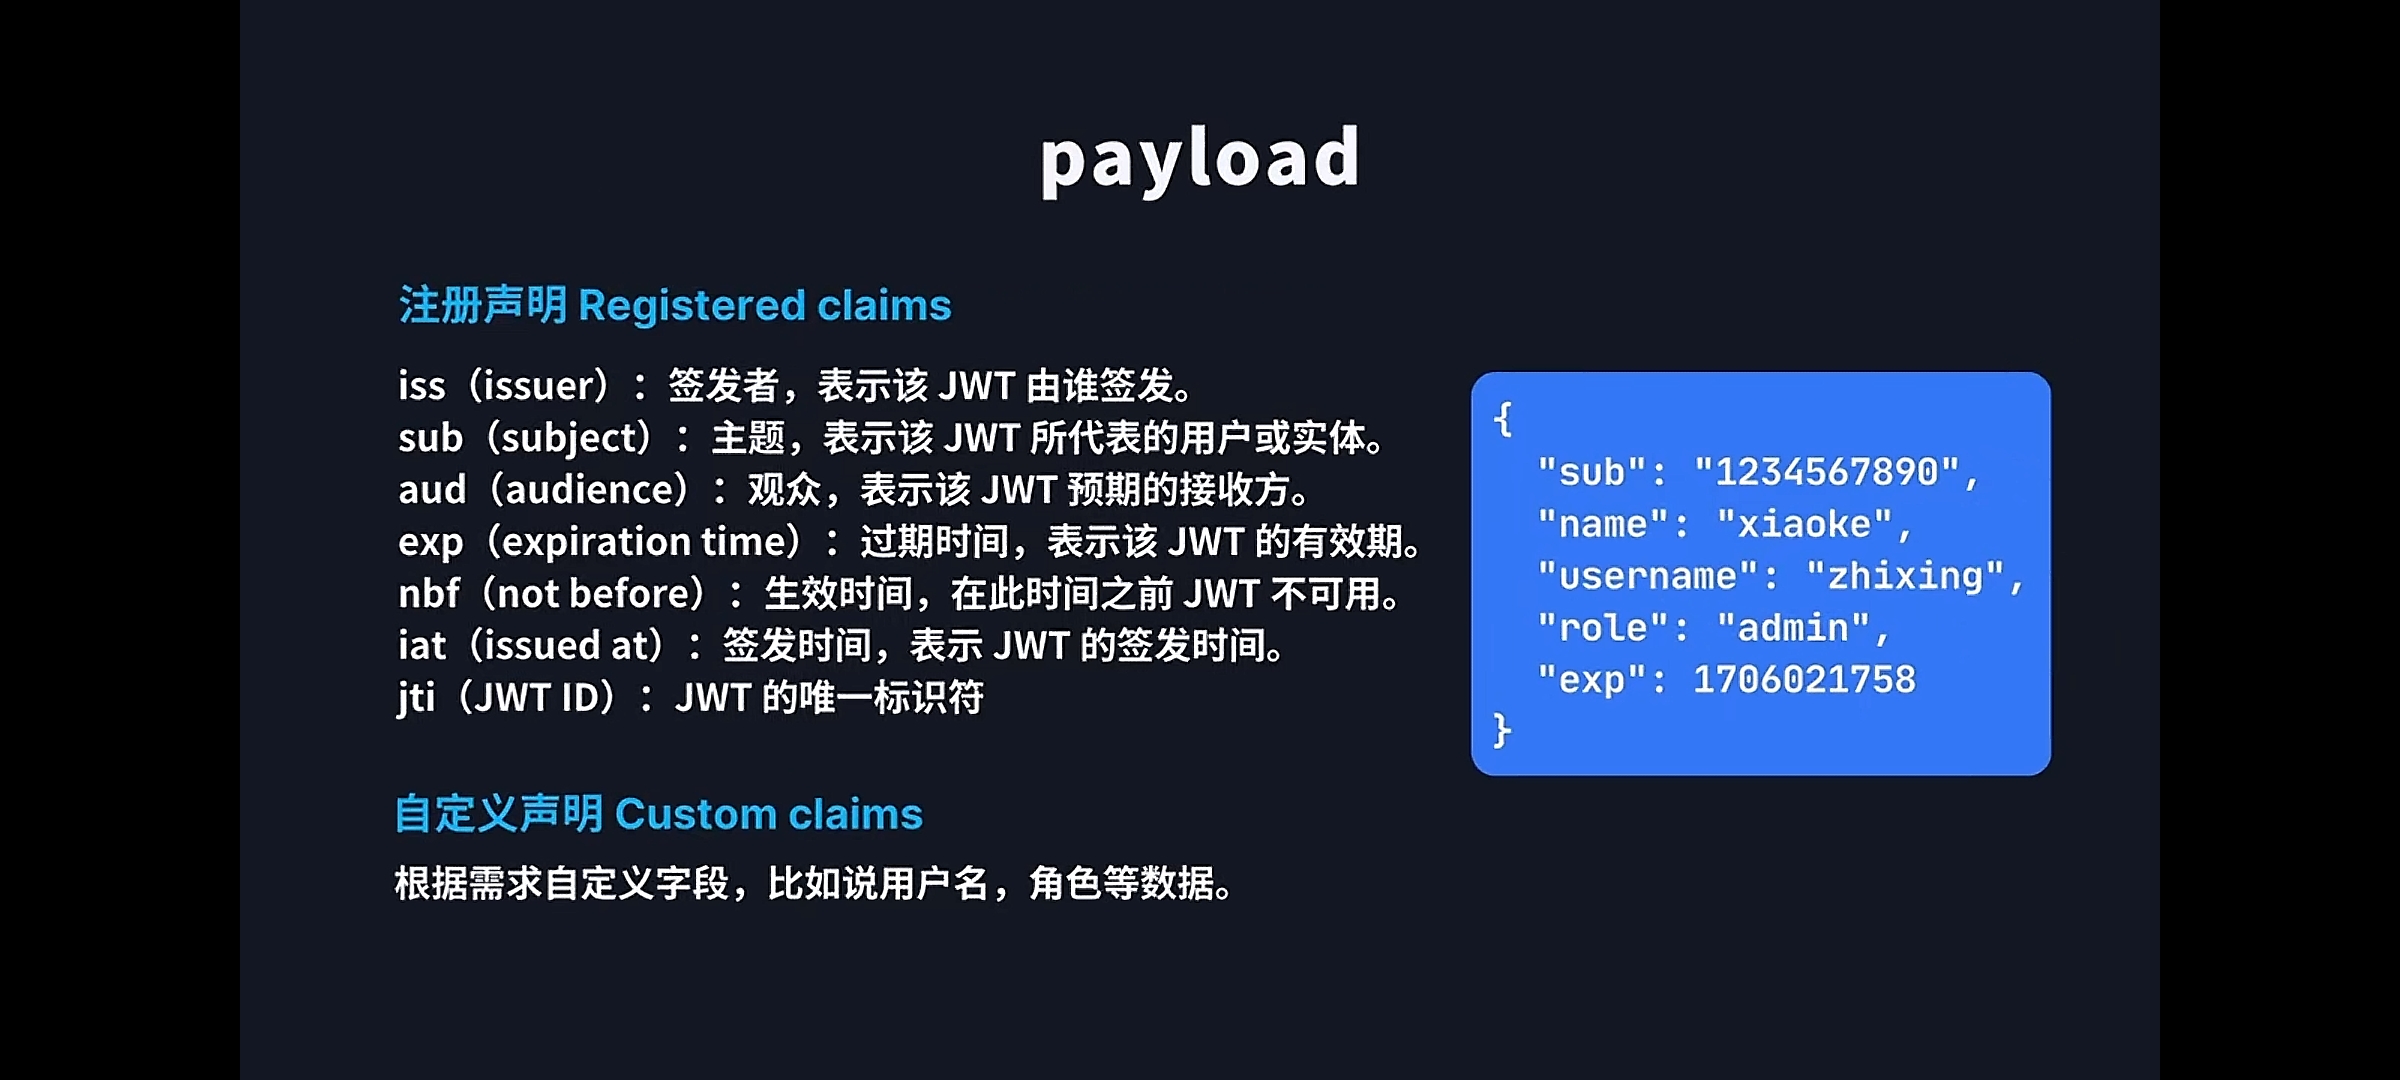 payload
注册声明 Registered claims
iss（issuer）：签发者，表示该 JWT 由谁签发。
sub（subject）：主题，表示该 JWT 所代表的用户或实体。
aud（audience）：观众，表示该 JWT 预期的接收方。
exp（expiration time）：过期时间，表示该 JWT 的有效期。
nbf（not before）：生效时间，在此时间之前 JWT 不可用。
iat（issued at）：签发时间，表示 JWT 的签发时间。
jti（JWT ID）：JWT 的唯一标识符
自定义声明 Custom claims
根据需求自定义字段，比如说用户名，角色等数据。
{
"sub": "1234567890",
"name": "xiaoke",
"username": "zhixing",
"role": "admin",
"exp": 1706021758
}